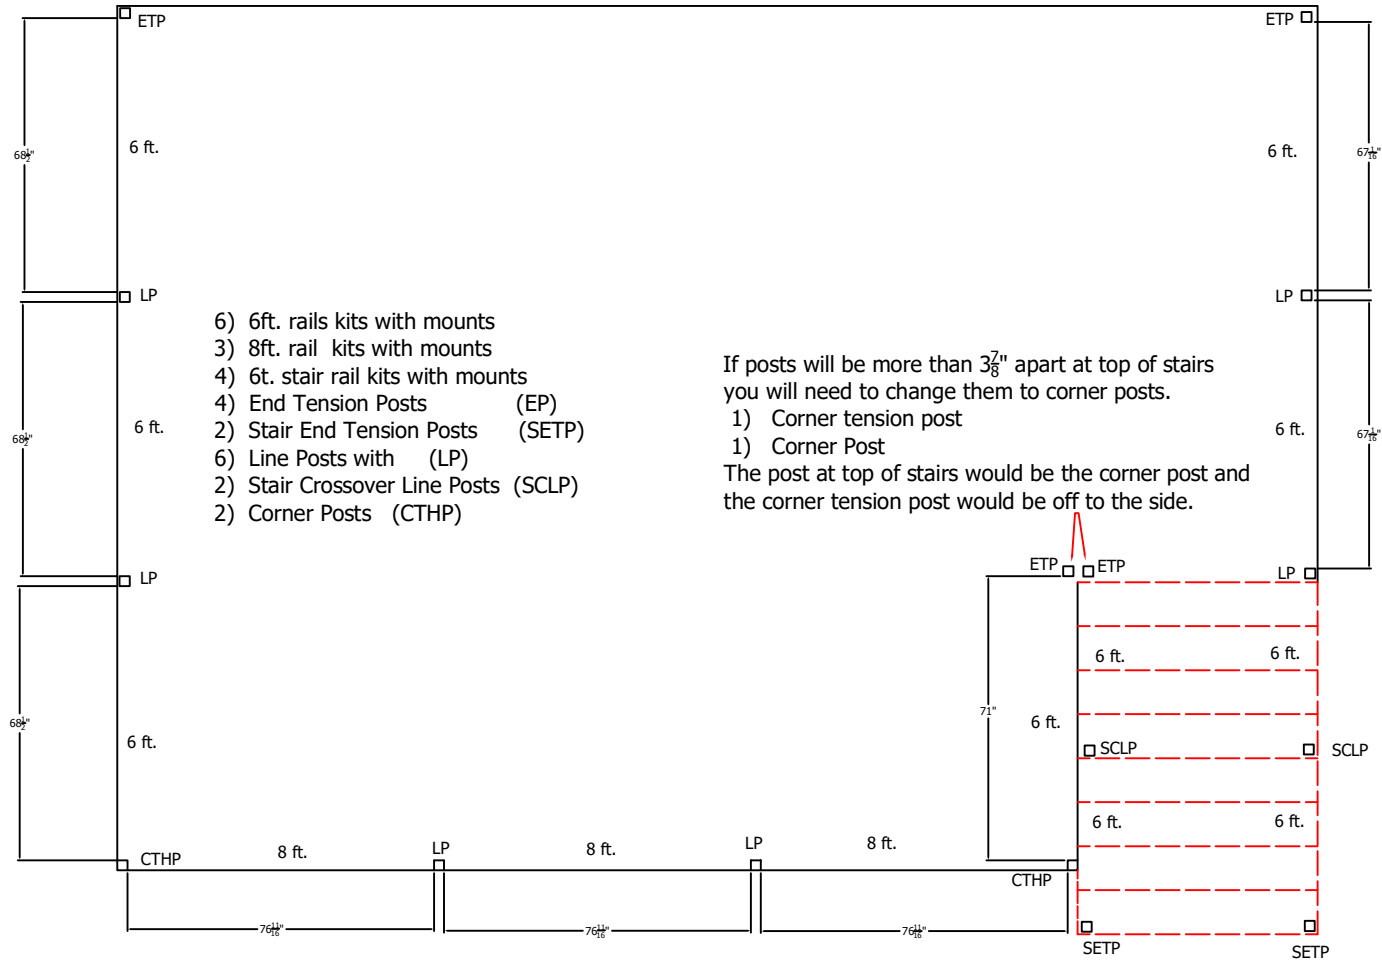 ETP
ETP
6 ft.
6 ft.
68 1/2"
67 1/16"
LP
LP
6) 6ft. rails kits with mounts
3) 8ft. rail kits with mounts
4) 6t. stair rail kits with mounts
4) End Tension Posts (EP)
2) Stair End Tension Posts (SETP)
6) Line Posts with (LP)
2) Stair Crossover Line Posts (SCLP)
2) Corner Posts (CTHP)
If posts will be more than 3 7/8" apart at top of stairs
you will need to change them to corner posts.
1) Corner tension post
1) Corner Post
The post at top of stairs would be the corner post and
the corner tension post would be off to the side.
6 ft.
6 ft.
68 1/2"
67 1/16"
LP
ETP
ETP
LP
6 ft.
6 ft.
71"
6 ft.
68 1/2"
6 ft.
SCLP
SCLP
6 ft.
6 ft.
CTHP
8 ft.
LP
8 ft.
LP
8 ft.
CTHP
76 11/16"
76 11/16"
76 11/16"
SETP
SETP